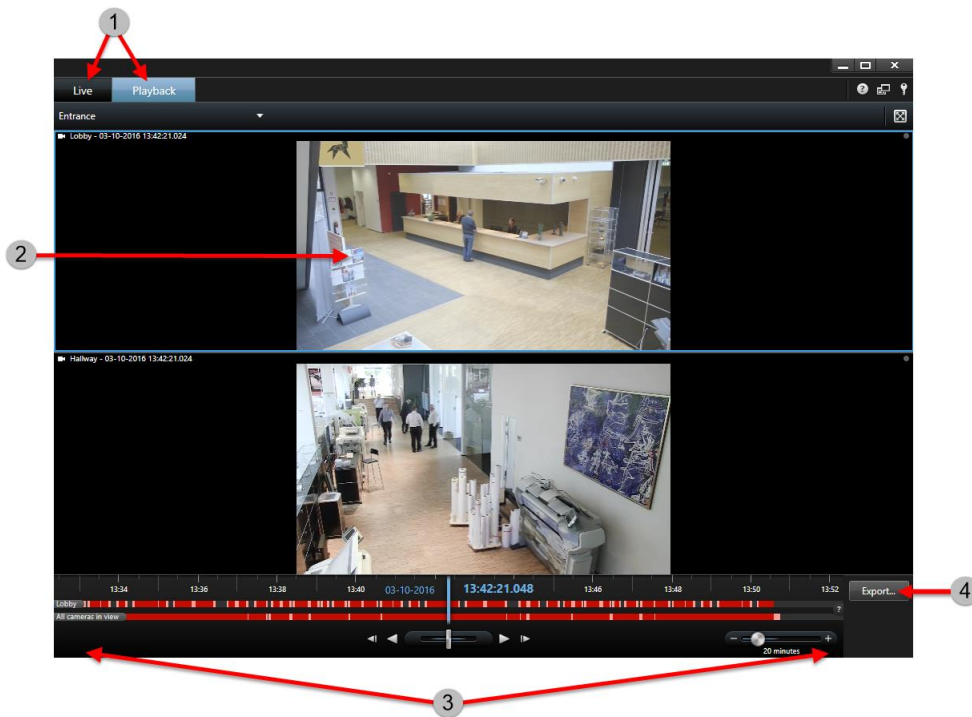 1
Live Playback
Entrance
Lobby - 03-10-2016 13:42:21.024
2
Hallway - 03-10-2016 13:42:21.024
13:34 13:36 13:38 13:40 03-10-2016 13:42:21.048 13:46 13:48 13:50 13:52 Export... 4
Lobby ?
All cameras in view
20 minutes
3